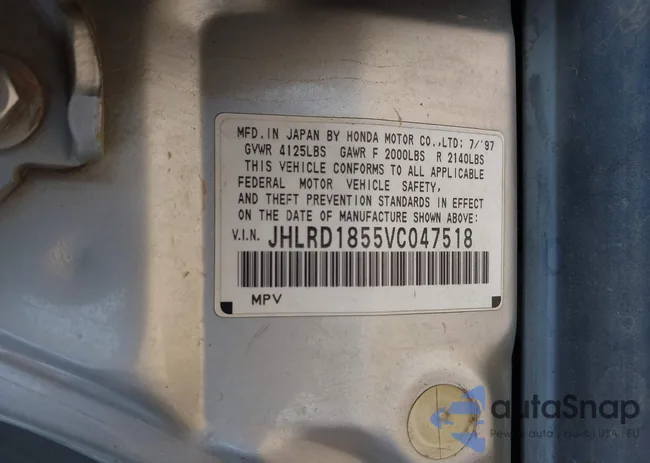 MFD. IN JAPAN BY HONDA MOTOR CO.,LTD: 7/'97
GVWR 4125LBS GAWR F 2000LBS R 2140LBS
THIS VEHICLE CONFORMS TO ALL APPLICABLE
FEDERAL MOTOR VEHICLE SAFETY,
AND THEFT PREVENTION STANDARDS IN EFFECT
ON THE DATE OF MANUFACTURE SHOWN ABOVE:
V.I.N. JHLRD1855VC047518
MPV
autoSnap